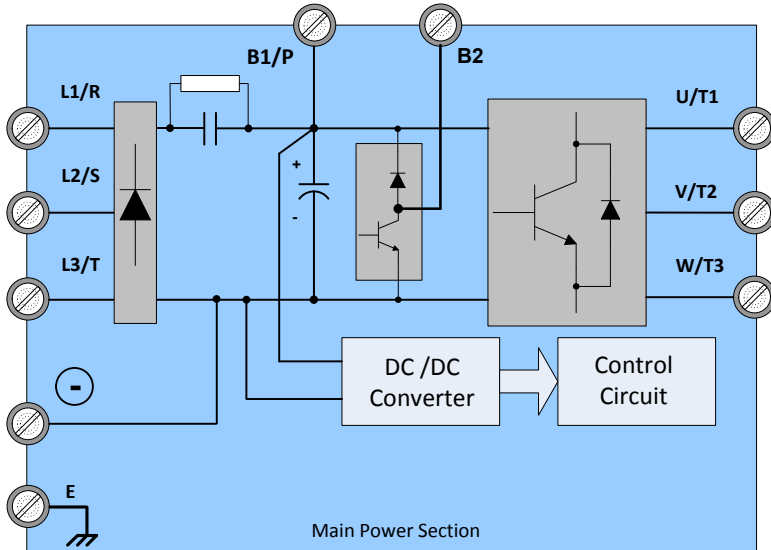 B1/P
B2
L1/R
U/T1
L2/S
V/T2
+
-
L3/T
W/T3
-
DC /DC
Converter
Control
Circuit
E
Main Power Section